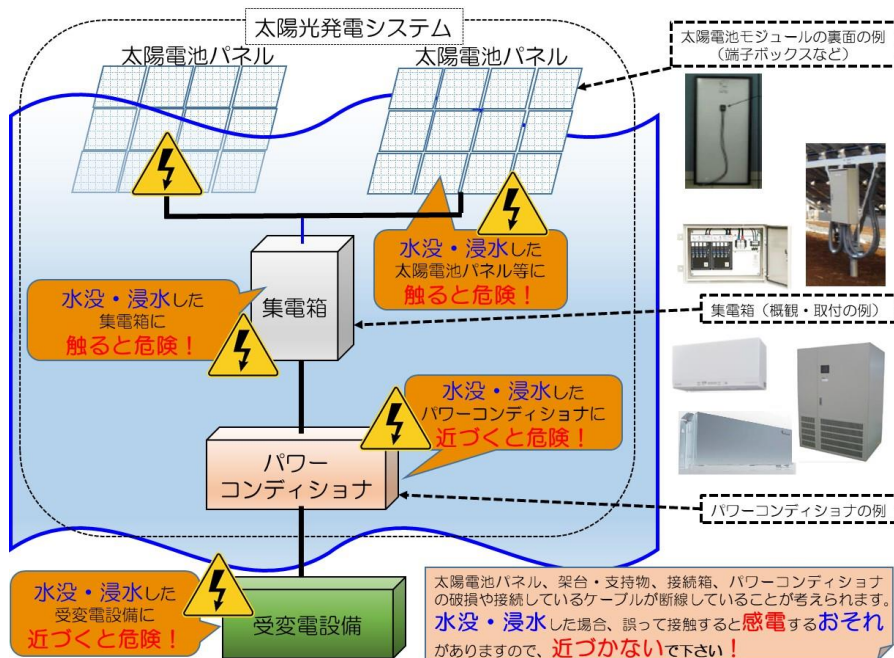 太陽光発電システム
太陽電池パネル
太陽電池パネル
太陽電池モジュールの裏面の例
(端子ボックスなど)
水没・浸水した
太陽電池パネル等に
触ると危険!
水没・浸水した
集電箱に
触ると危険!
集電箱
集電箱(概観・取付の例)
水没・浸水した
パワーコンディショナに
近づくと危険!
パワー
コンディショナ
パワーコンディショナの例
水没・浸水した
受変電設備に
近づくと危険!
受変電設備
太陽電池パネル、架台・支持物、接続箱、パワーコンディショナ
の破損や接続しているケーブルが断線していることが考えられます。
水没・浸水した場合、誤って接触すると感電するおそれ
がありますので、近づかないで下さい!